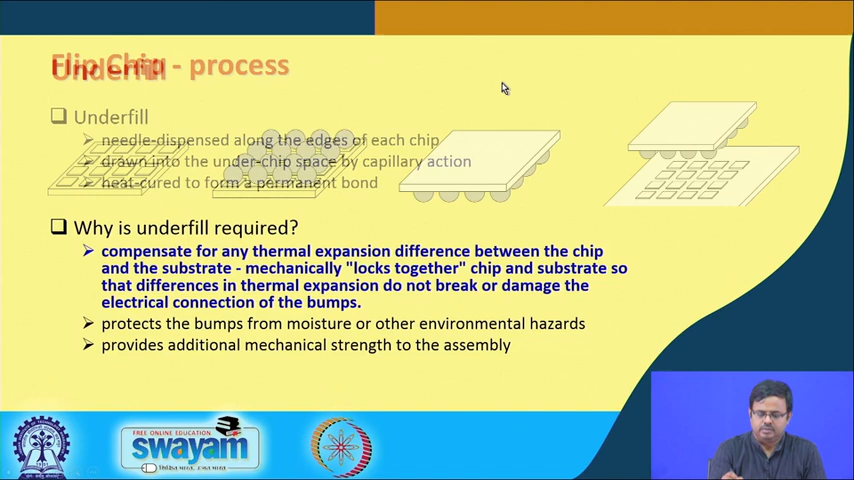 Flip Chip - process
Underfill
❑ Underfill
➢ needle-dispensed along the edges of each chip
➢ drawn into the under-chip space by capillary action
➢ heat-cured to form a permanent bond
❑ Why is underfill required?
➢ compensate for any thermal expansion difference between the chip
and the substrate - mechanically "locks together" chip and substrate so
that differences in thermal expansion do not break or damage the
electrical connection of the bumps.
➢ protects the bumps from moisture or other environmental hazards
➢ provides additional mechanical strength to the assembly
FREE ONLINE EDUCATION
swayam
शिक्षित भारत, उन्नत भारत